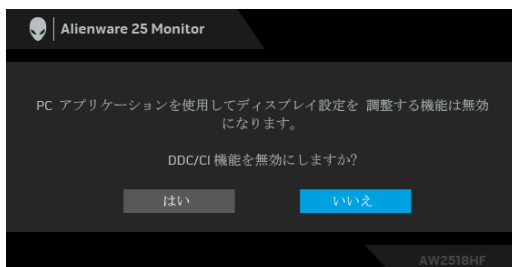 Alienware 25 Monitor
PC アプリケーションを使用してディスプレイ設定を 調整する機能は無効
になります。
DDC/CI 機能を無効にしますか?
はい いいえ
AW2518HF